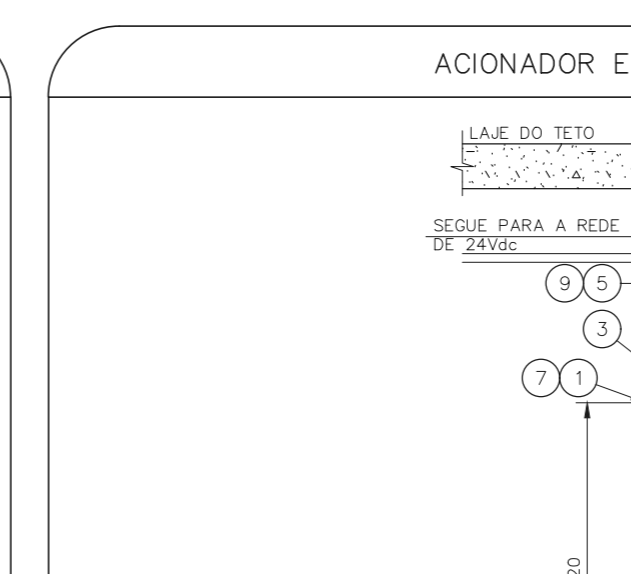 ACIONADOR E
LAJE DO TETO
SEGUE PARA A REDE
DE 24Vdc
9 5
3
7 1
20